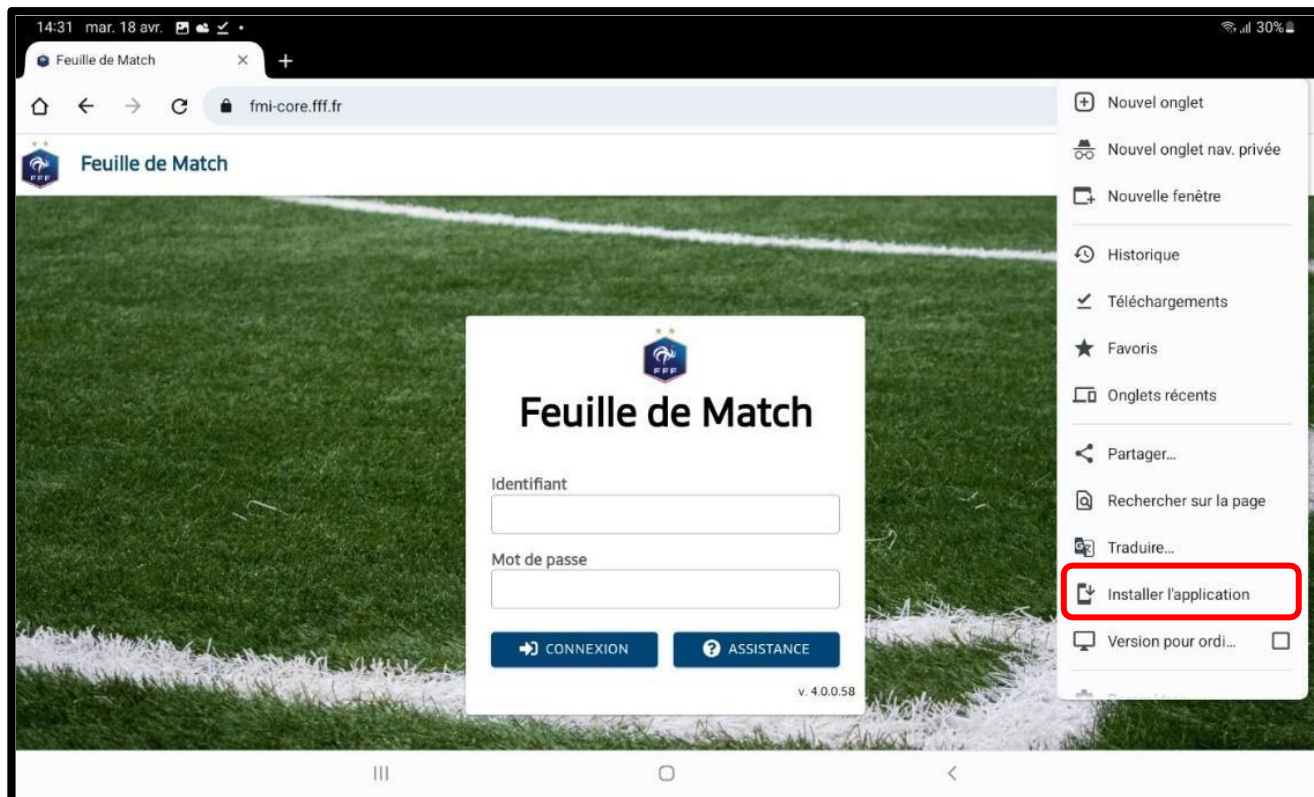 14:31 mar. 18 avr.
30%
Feuille de Match
fmi-core.fff.fr
FFF
Feuille de Match
FFF
Feuille de Match
Identifiant
Mot de passe
CONNEXION
ASSISTANCE
v. 4.0.0.58
Nouvel onglet
Nouvel onglet nav. privée
Nouvelle fenêtre
Historique
Téléchargements
Favoris
Onglets récents
Partager...
Rechercher sur la page
Traduire...
Installer l'application
Version pour ordi...